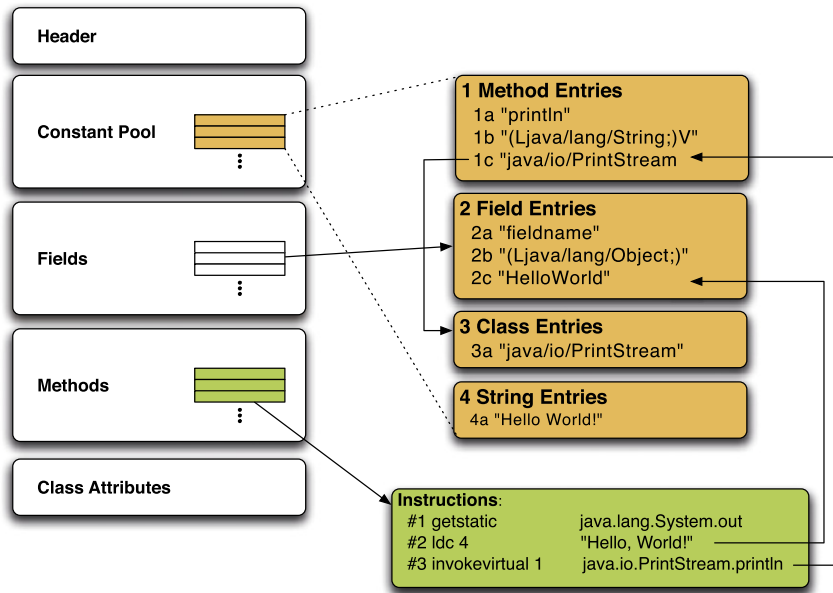 Header
Constant Pool
Fields
Methods
Class Attributes
1 Method Entries
1a "println"
1b "(Ljava/lang/String;)V"
1c "java/io/PrintStream
2 Field Entries
2a "fieldname"
2b "(Ljava/lang/Object;)"
2c "HelloWorld"
3 Class Entries
3a "java/io/PrintStream"
4 String Entries
4a "Hello World!"
Instructions:
#1 getstatic java.lang.System.out
#2 ldc 4 "Hello, World!"
#3 invokevirtual 1 java.io.PrintStream.println